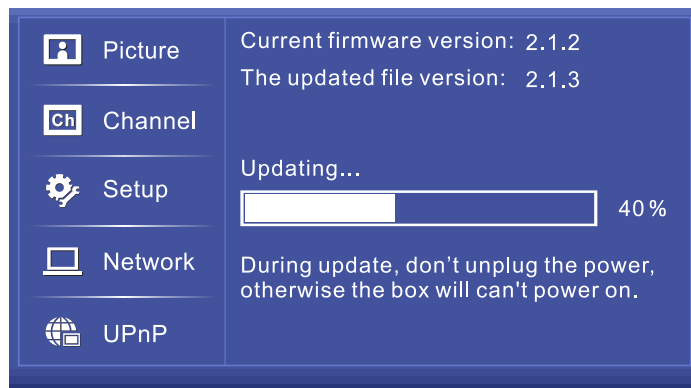 Picture
Channel
Setup
Network
UPnP
Current firmware version: 2.1.2
The updated file version: 2.1.3
Updating...
40%
During update, don't unplug the power,
otherwise the box will can't power on.
Ch